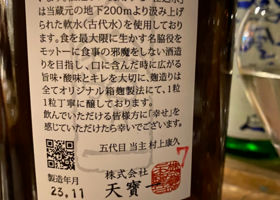 は当蔵元の地下200mより汲み上げ
られた軟水(古代水)を使用しており
ます。食を最大限に生かす名脇役を
モットーに食事の邪魔をしない酒造り
を目指し、口に含んだ時に広がる
旨味・酸味とキレを大切に、麹造りは
全てオリジナル箱麹製法にて、1粒
1粒丁寧に醸しております。
飲んでいただける皆様方に「幸せ」を
感じていただけたら幸いでございます。
五代目 当主 村上康久
7
製造年月
23.11
株式会社
天寶一